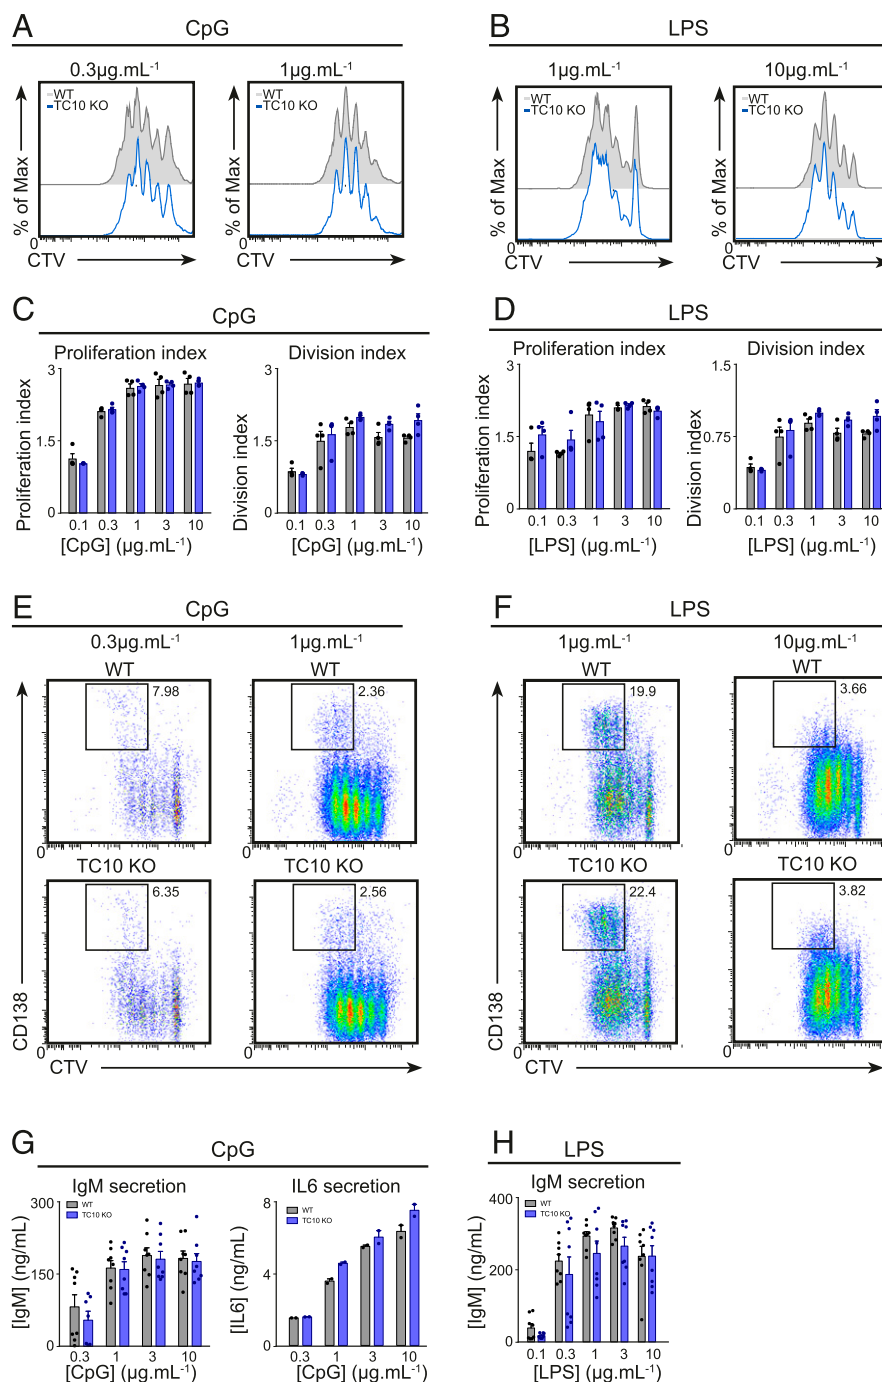 A
CpG
0.3µg.mL-1
1µg.mL-1
WT
TC10 KO
WT
TC10 KO
% of Max
% of Max
0
0
CTV
CTV
B
LPS
1µg.mL-1
10µg.mL-1
WT
TC10 KO
WT
TC10 KO
% of Max
% of Max
0
0
CTV
CTV
C
CpG
Proliferation index
Division index
Proliferation index
3
1.5
0
0.1 0.3 1 3 10
[CpG] (µg.mL-1)
Division index
3
1.5
0
0.1 0.3 1 3 10
[CpG] (µg.mL-1)
D
LPS
Proliferation index
Division index
Proliferation index
3
1.5
0
0.1 0.3 1 3 10
[LPS] (µg.mL-1)
Division index
1.5
0.75
0
0.1 0.3 1 3 10
[LPS] (µg.mL-1)
E
CpG
0.3µg.mL-1
1µg.mL-1
WT
WT
7.98
2.36
0
0
TC10 KO
TC10 KO
6.35
2.56
0
0
CD138
CTV
F
LPS
1µg.mL-1
10µg.mL-1
WT
WT
19.9
3.66
0
0
TC10 KO
TC10 KO
22.4
3.82
0
0
CD138
CTV
G
CpG
IgM secretion
IL6 secretion
WT
TC10 KO
[IgM] (ng/mL)
300
150
0
0.3 1 3 10
[CpG] (µg.mL-1)
WT
TC10 KO
[IL6] (ng/mL)
8
4
0
0.3 1 3 10
[CpG] (µg.mL-1)
H
LPS
IgM secretion
WT
TC10 KO
[IgM] (ng/mL)
400
200
0
0.1 0.3 1 3 10
[LPS] (µg.mL-1)